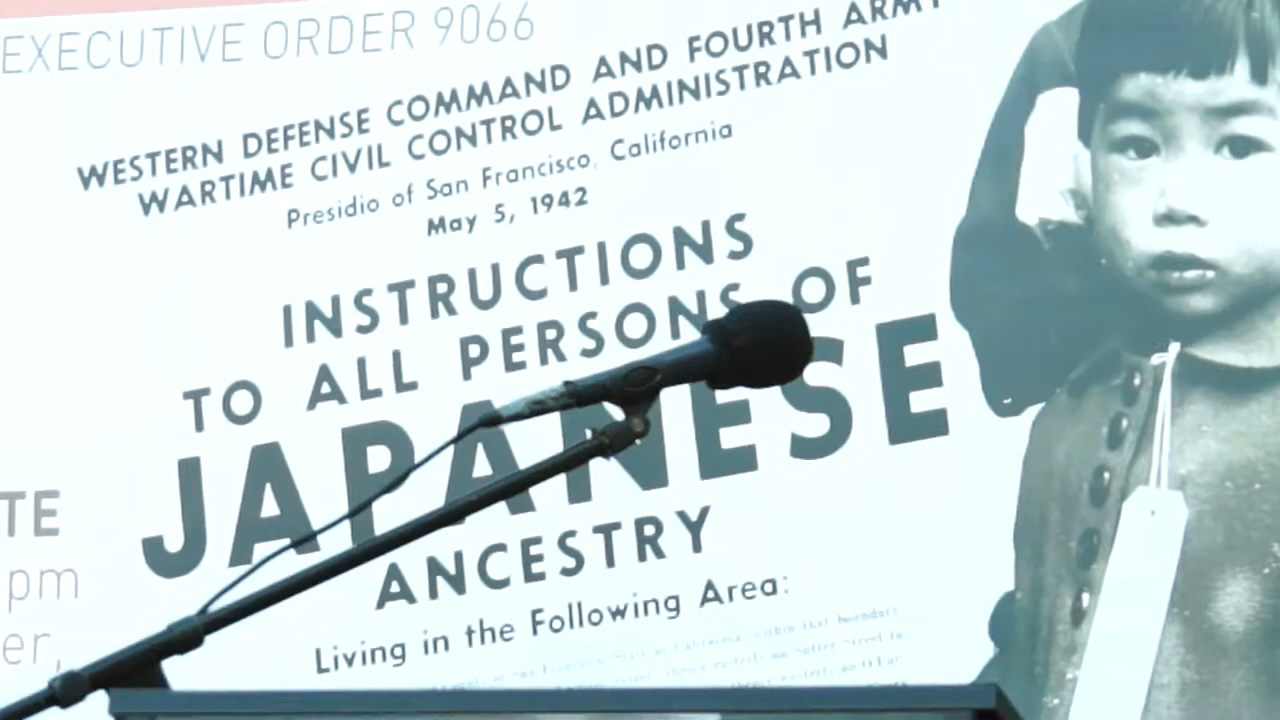 EXECUTIVE ORDER 9066
WESTERN DEFENSE COMMAND AND FOURTH ARMY
WARTIME CIVIL CONTROL ADMINISTRATION
Presidio of San Francisco, California
May 5, 1942
INSTRUCTIONS
TO ALL PERSONS OF
JAPANESE
ANCESTRY
Living in the Following Area:
TE
pm
er,